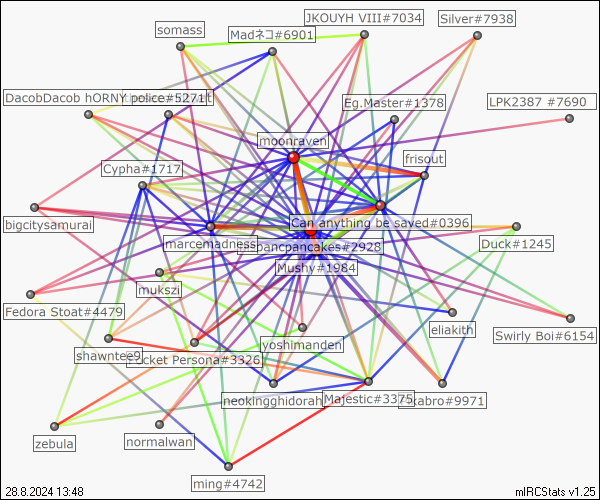 JKOUYH VIII#7034
Silver#7938
somass
Madネコ#6901
DacobDacob hORNY police#5271
Eg.Master#1378
LPK2387 #7690
moonraven
frisout
Cypha#1717
bigcitysamurai
Can anything be saved#0396
marcemadness
bancpancakes#2928
Duck#1245
Mushy#1984
mukszi
Fedora Stoat#4479
eliakith
Swirly Boi#6154
yoshimanden
shawntee9
cket Persona#3326
neokingghidorah
Majestic#3375
kabro#9971
zebula
normalwan
ming#4742
28.8.2024 13:48
mIRCStats v1.25